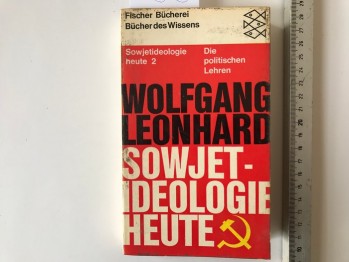 Fischer Bücherei
Bücher des Wissens
Sowjetideologie
heute 2
Die
politischen
Lehren
WOLFGANG
LEONHARD
SOWJET-
IDEOLOGIE
HEUTE